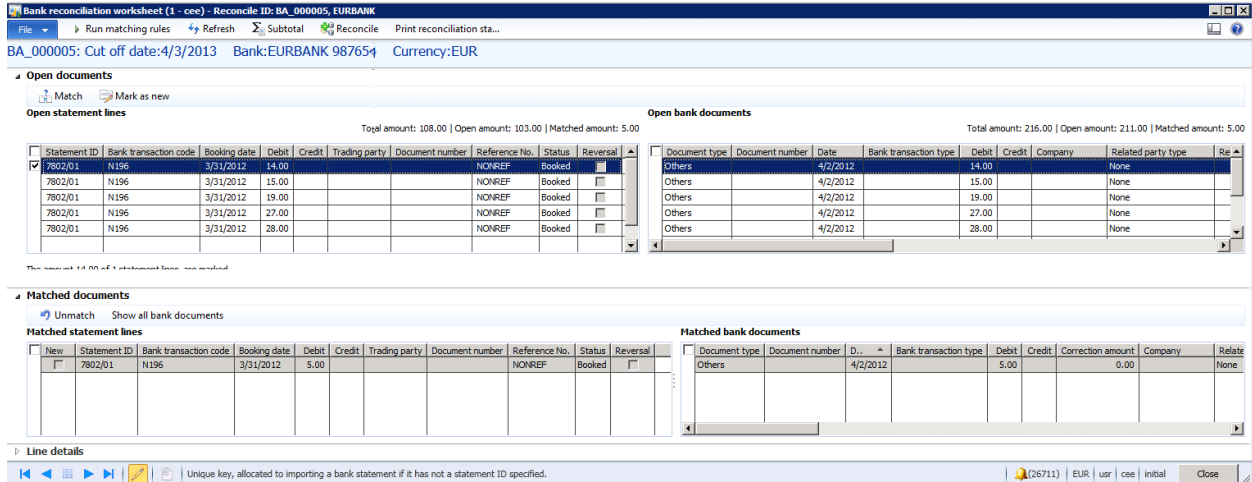 Bank reconciliation worksheet (1 - cee) - Reconcile ID: BA_000005, EURBANK
File Run matching rules Refresh Subtotal Reconcile Print reconciliation sta...
BA_000005: Cut off date:4/3/2013 Bank:EURBANK 987654 Currency:EUR
Open documents
Match Mark as new
Open statement lines
Total amount: 108.00 | Open amount: 103.00 | Matched amount: 5.00
Statement ID Bank transaction code Booking date Debit Credit Trading party Document number Reference No. Status Reversal
7802/01 N196 3/31/2012 14.00 NONREF Booked
7802/01 N196 3/31/2012 15.00 NONREF Booked
7802/01 N196 3/31/2012 19.00 NONREF Booked
7802/01 N196 3/31/2012 27.00 NONREF Booked
7802/01 N196 3/31/2012 28.00 NONREF Booked
The amount 14.00 of 1 statement lines are marked
Open bank documents
Total amount: 216.00 | Open amount: 211.00 | Matched amount: 5.00
Document type Document number Date Bank transaction type Debit Credit Company Related party type Re
Others 4/2/2012 14.00 None
Others 4/2/2012 15.00 None
Others 4/2/2012 19.00 None
Others 4/2/2012 27.00 None
Others 4/2/2012 28.00 None
Matched documents
Unmatch Show all bank documents
Matched statement lines
New Statement ID Bank transaction code Booking date Debit Credit Trading party Document number Reference No. Status Reversal
7802/01 N196 3/31/2012 5.00 NONREF Booked
Matched bank documents
Document type Document number D.. Bank transaction type Debit Credit Correction amount Company Relate
Others 4/2/2012 5.00 0.00 None
Line details
Unique key, allocated to importing a bank statement if it has not a statement ID specified.
(26711) EUR usr cee initial Close